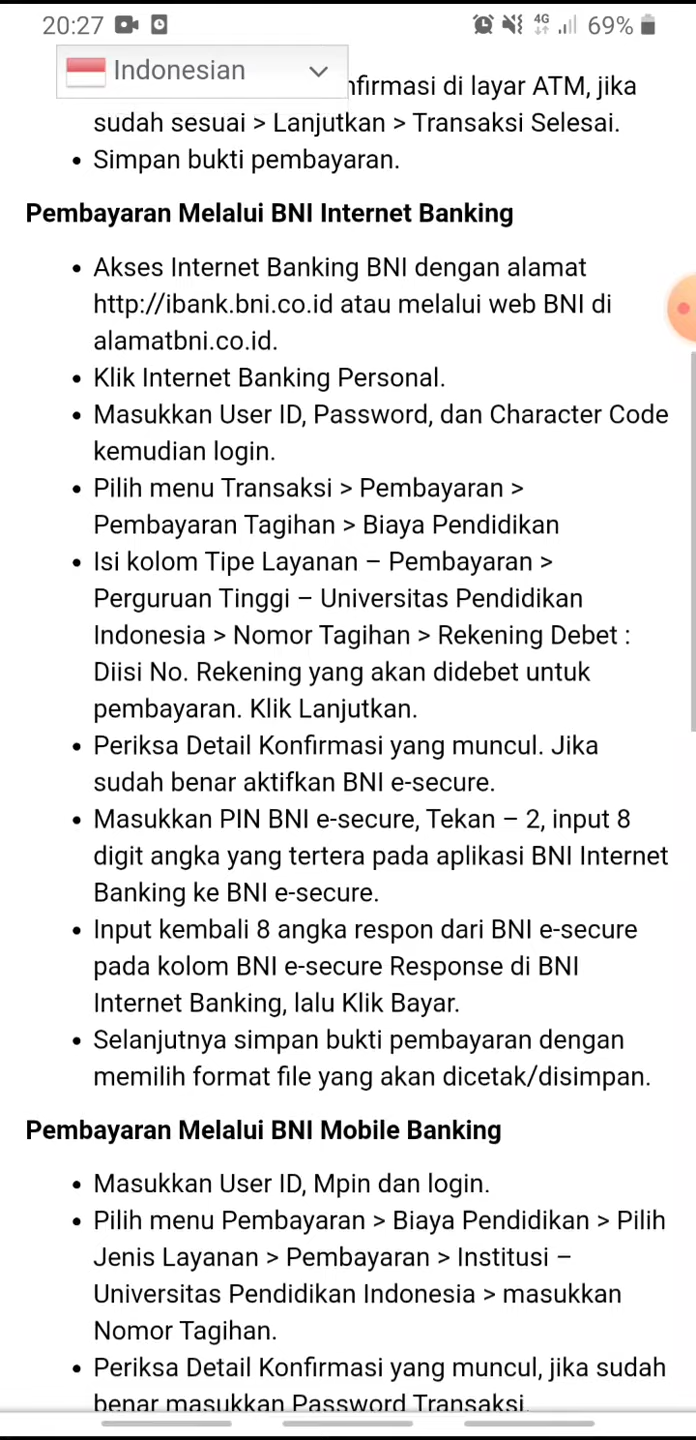 20:27
4G 69%
Indonesian
nfirmasi di layar ATM, jika
sudah sesuai > Lanjutkan > Transaksi Selesai.
• Simpan bukti pembayaran.
Pembayaran Melalui BNI Internet Banking
• Akses Internet Banking BNI dengan alamat
http://ibank.bni.co.id atau melalui web BNI di
alamatbni.co.id.
• Klik Internet Banking Personal.
• Masukkan User ID, Password, dan Character Code
kemudian login.
• Pilih menu Transaksi > Pembayaran >
Pembayaran Tagihan > Biaya Pendidikan
• Isi kolom Tipe Layanan – Pembayaran >
Perguruan Tinggi – Universitas Pendidikan
Indonesia > Nomor Tagihan > Rekening Debet :
Diisi No. Rekening yang akan didebet untuk
pembayaran. Klik Lanjutkan.
• Periksa Detail Konfirmasi yang muncul. Jika
sudah benar aktifkan BNI e-secure.
• Masukkan PIN BNI e-secure, Tekan – 2, input 8
digit angka yang tertera pada aplikasi BNI Internet
Banking ke BNI e-secure.
• Input kembali 8 angka respon dari BNI e-secure
pada kolom BNI e-secure Response di BNI
Internet Banking, lalu Klik Bayar.
• Selanjutnya simpan bukti pembayaran dengan
memilih format file yang akan dicetak/disimpan.
Pembayaran Melalui BNI Mobile Banking
• Masukkan User ID, Mpin dan login.
• Pilih menu Pembayaran > Biaya Pendidikan > Pilih
Jenis Layanan > Pembayaran > Institusi –
Universitas Pendidikan Indonesia > masukkan
Nomor Tagihan.
• Periksa Detail Konfirmasi yang muncul, jika sudah
benar masukkan Password Transaksi.